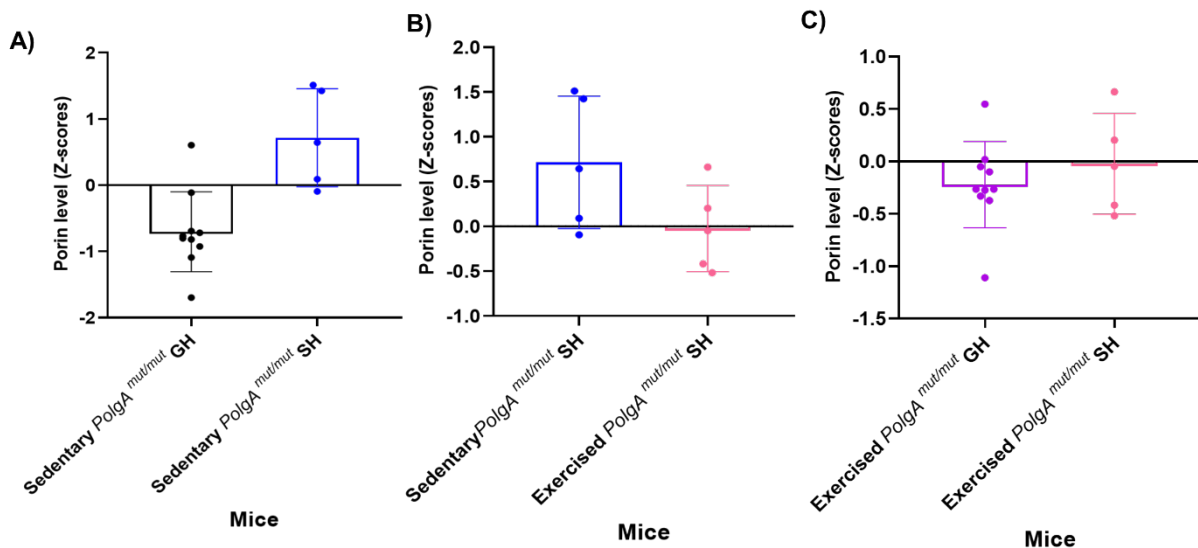 A)
Porin level (Z-scores)
2
1
0
-1
-2
Sedentary PolgA mut/mut GH
Sedentary PolgA mut/mut SH
Mice
B)
Porin level (Z-scores)
2.0
1.5
1.0
0.5
0.0
-0.5
-1.0
SedentaryPolgA mut/mut SH
Exercised PolgA mut/mut SH
Mice
C)
Porin level (Z-scores)
1.0
0.5
0.0
-0.5
-1.0
-1.5
Exercised PolgA mut/mut GH
Exercised PolgA mut/mut SH
Mice